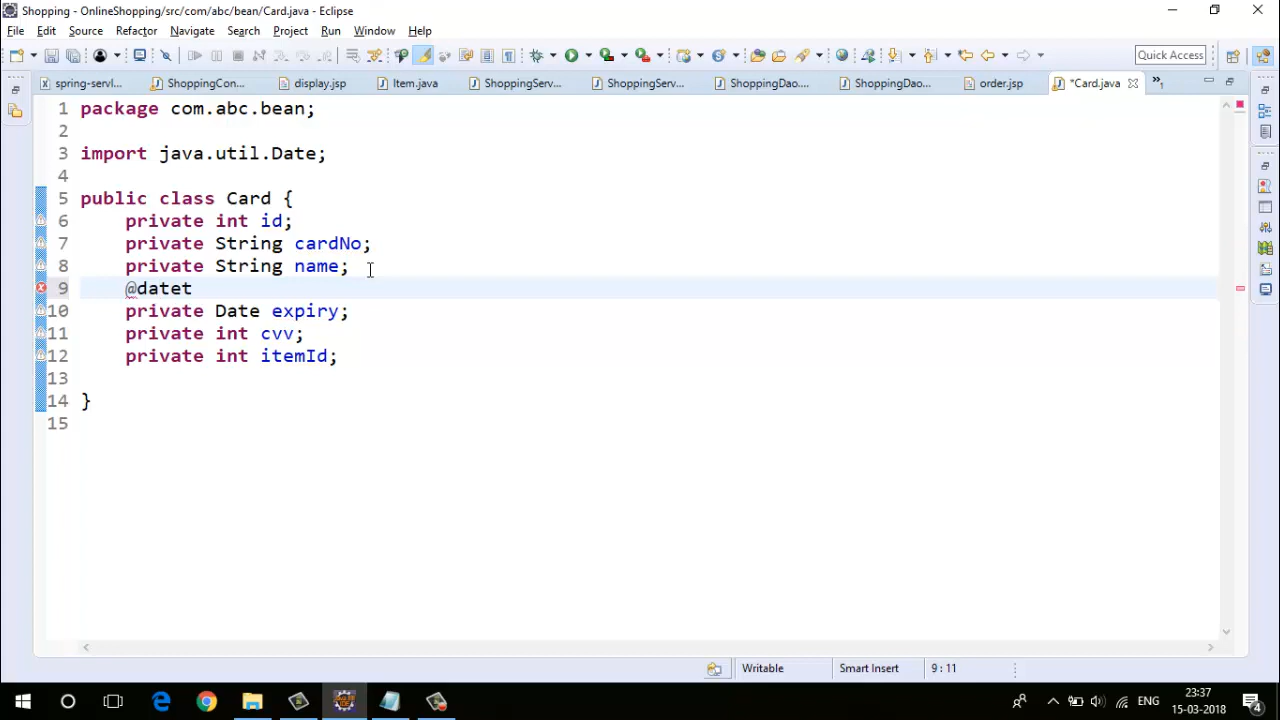 Shopping - OnlineShopping/src/com/abc/bean/Card.java - Eclipse
File Edit Source Refactor Navigate Search Project Run Window Help
Quick Access
spring-servl... ShoppingCon... display.jsp Item.java ShoppingServ... ShoppingServ... ShoppingDao.... ShoppingDao... order.jsp *Card.java »1
1 package com.abc.bean;
2
3 import java.util.Date;
4
5 public class Card {
6 private int id;
7 private String cardNo;
8 private String name;
9 @datet
10 private Date expiry;
11 private int cvv;
12 private int itemId;
13
14 }
15
Writable Smart Insert 9 : 11
ENG 23:37
15-03-2018 4